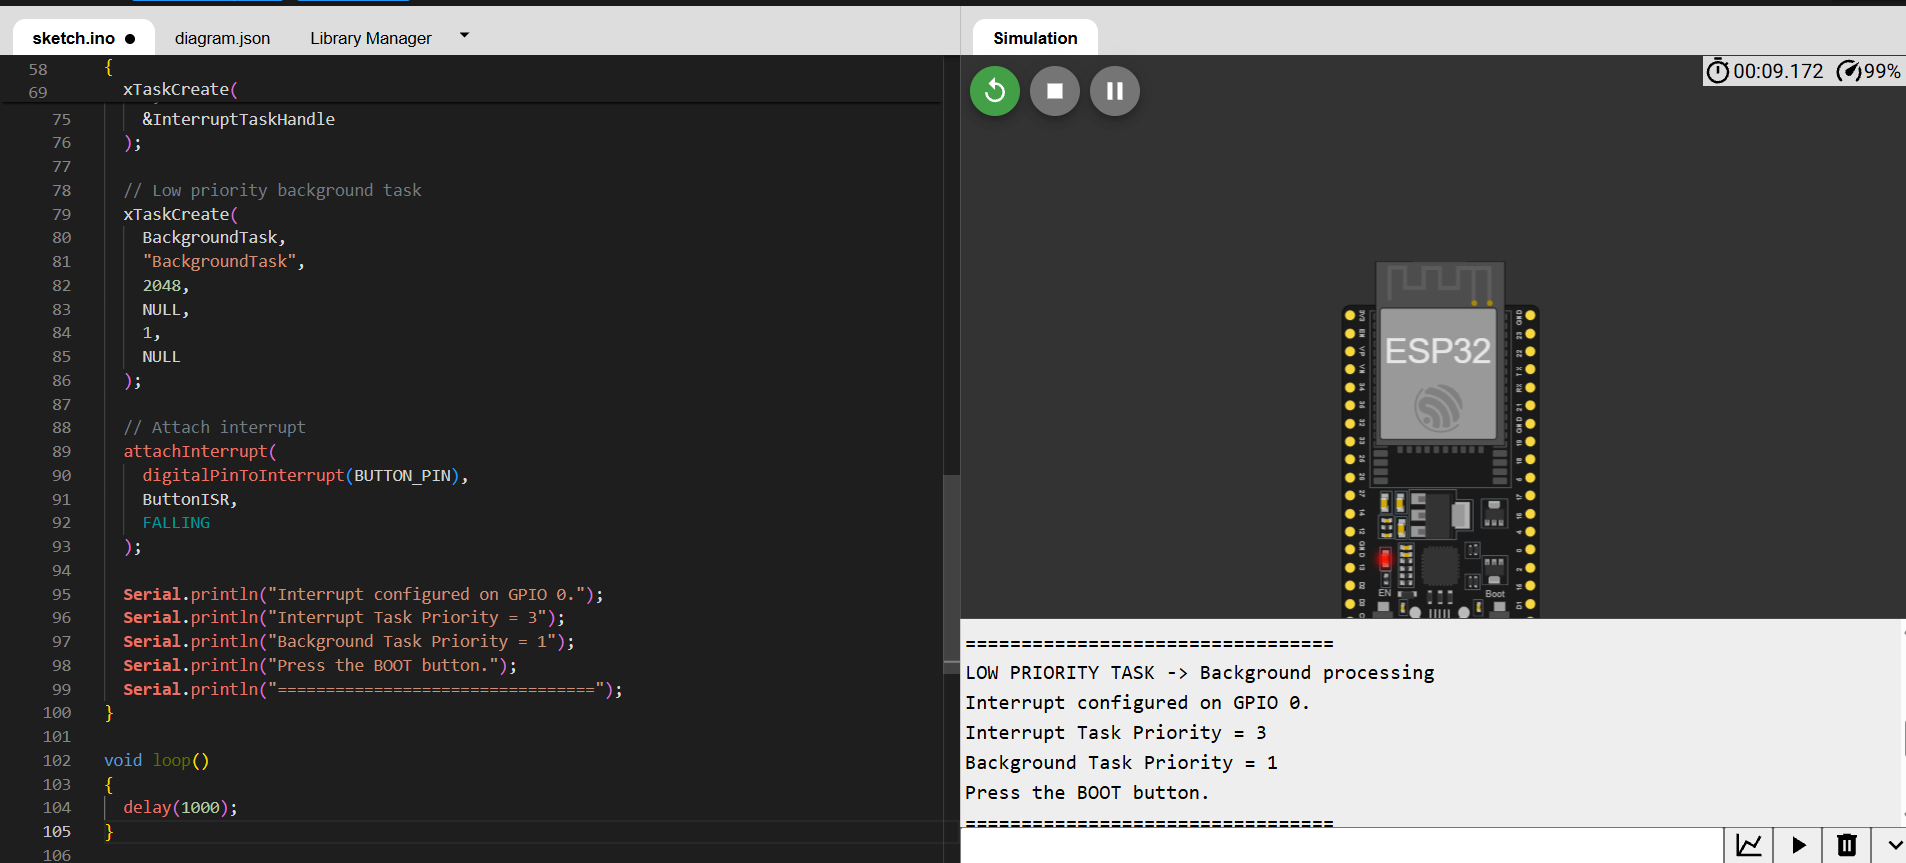 sketch.ino ●
diagram.json
Library Manager
58 {
69 xTaskCreate(
75 &InterruptTaskHandle
76 );
77
78 // Low priority background task
79 xTaskCreate(
80 BackgroundTask,
81 "BackgroundTask",
82 2048,
83 NULL,
84 1,
85 NULL
86 );
87
88 // Attach interrupt
89 attachInterrupt(
90 digitalPinToInterrupt(BUTTON_PIN),
91 ButtonISR,
92 FALLING
93 );
94
95 Serial.println("Interrupt configured on GPIO 0.");
96 Serial.println("Interrupt Task Priority = 3");
97 Serial.println("Background Task Priority = 1");
98 Serial.println("Press the BOOT button.");
99 Serial.println("=================================");
100 }
101
102 void loop()
103 {
104 delay(1000);
105 }
106
Simulation
00:09.172 99%
ESP32
EN
Boot
=================================
LOW PRIORITY TASK -> Background processing
Interrupt configured on GPIO 0.
Interrupt Task Priority = 3
Background Task Priority = 1
Press the BOOT button.
=================================